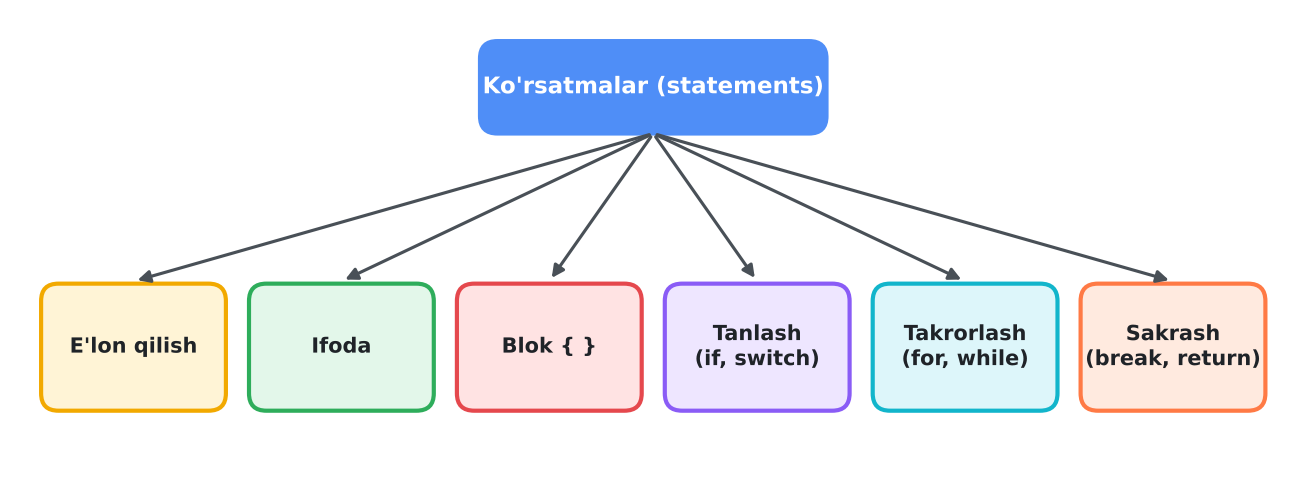 Ko'rsatmalar (statements)
E'lon qilish
Ifoda
Blok { }
Tanlash
(if, switch)
Takrorlash
(for, while)
Sakrash
(break, return)